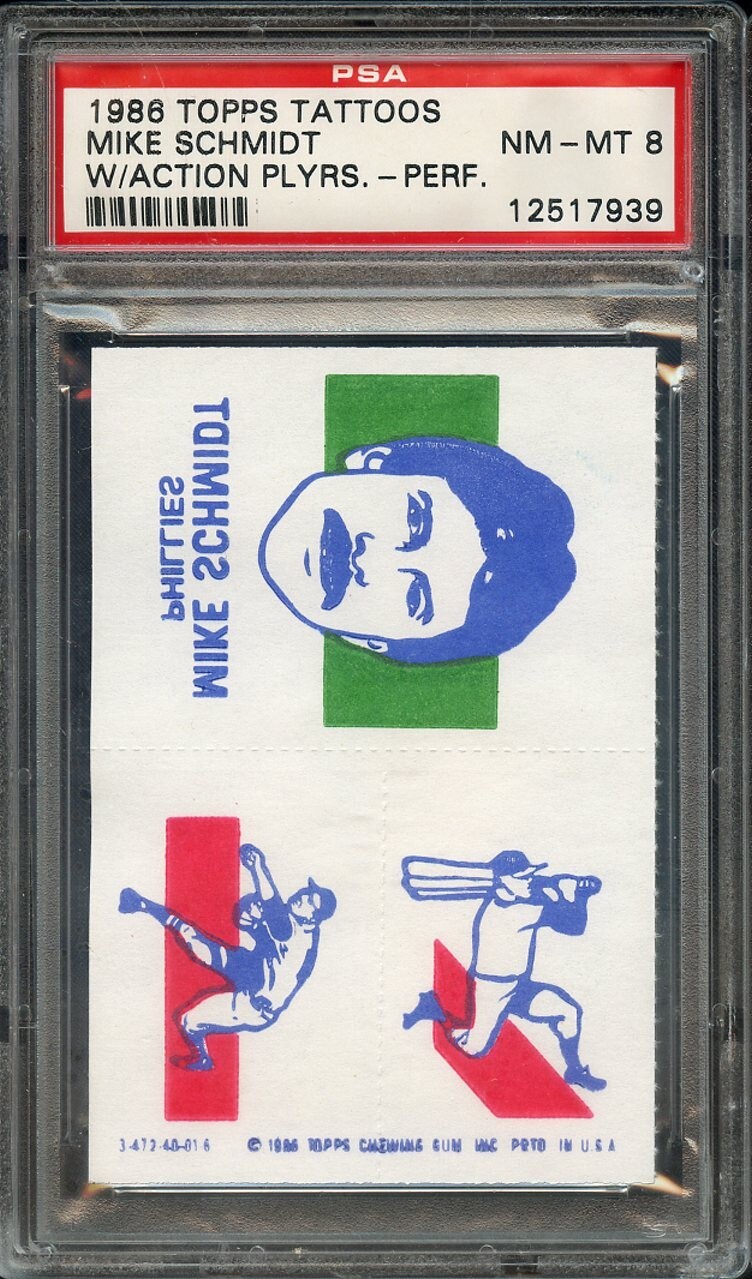 PSA
1986 TOPPS TATTOOS
MIKE SCHMIDT NM - MT 8
W/ACTION PLYRS. - PERF.
12517939
MIKE SCHMIDT
PHILLIES
3-472-40-01 6 © 1986 TOPPS CHEWING GUM INC PRTD IN U.S.A